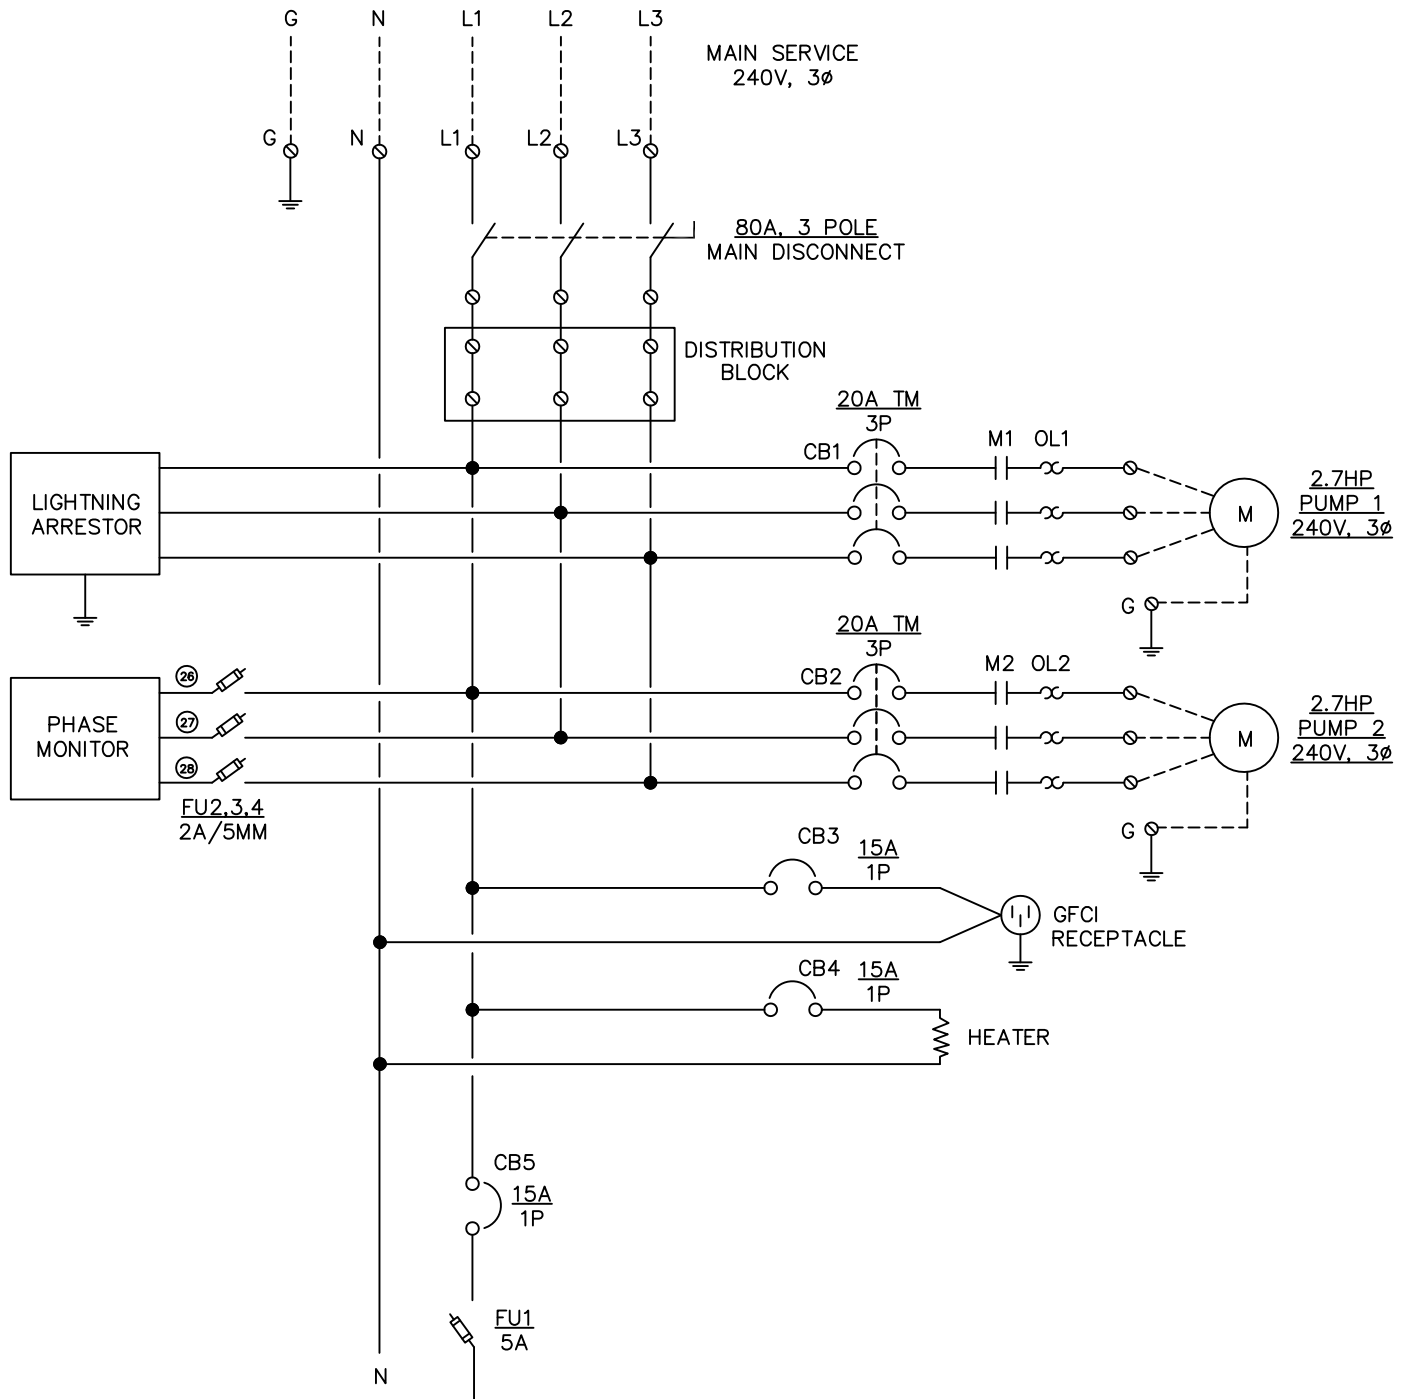 G
N
L1
L2
L3
MAIN SERVICE
240V, 3Ø
G
N
L1
L2
L3
80A, 3 POLE
MAIN DISCONNECT
DISTRIBUTION
BLOCK
20A TM
3P
CB1
M1
OL1
LIGHTNING
ARRESTOR
2.7HP
PUMP 1
240V, 3Ø
M
G
20A TM
3P
CB2
M2
OL2
26
27
28
PHASE
MONITOR
FU2,3,4
2A/5MM
2.7HP
PUMP 2
240V, 3Ø
M
G
CB3
15A
1P
GFCI
RECEPTACLE
CB4
15A
1P
HEATER
CB5
15A
1P
FU1
5A
N